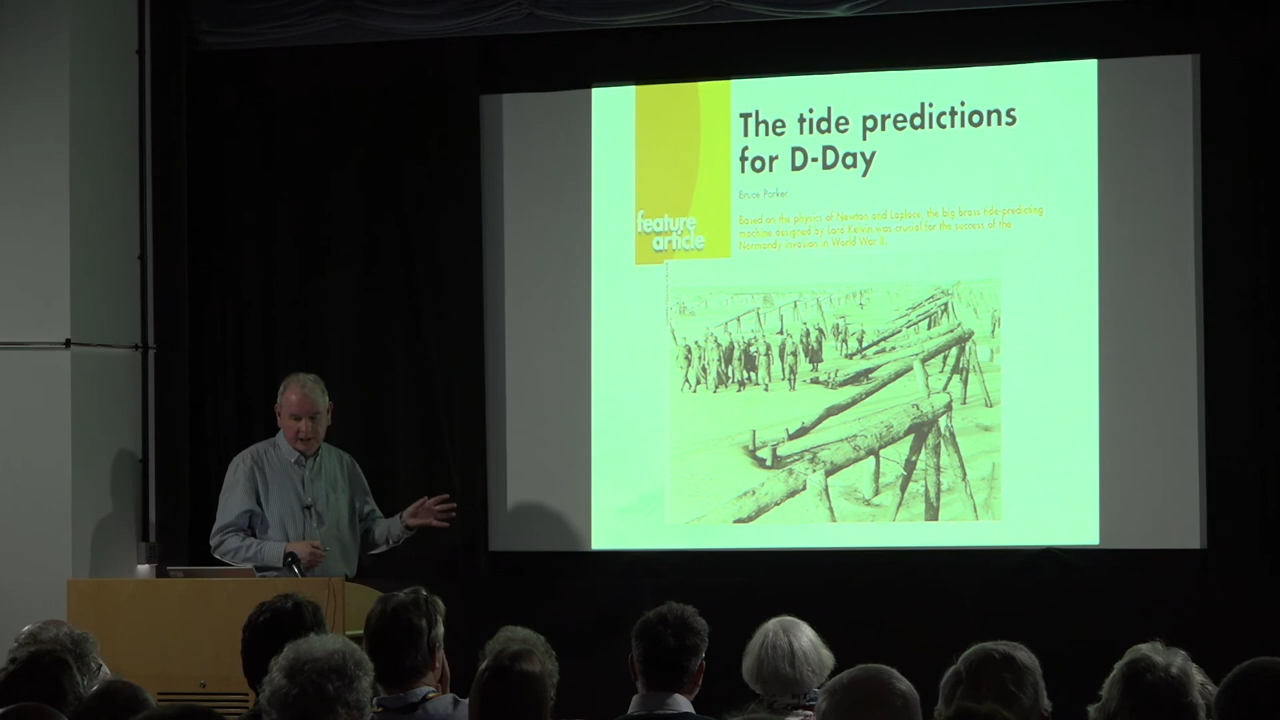 The tide predictions
for D-Day
Bruce Parker
feature
article
Based on the physics of Newton and Laplace, the big brass tide-predicting
machine designed by Lord Kelvin was crucial for the success of the
Normandy invasion in World War II.